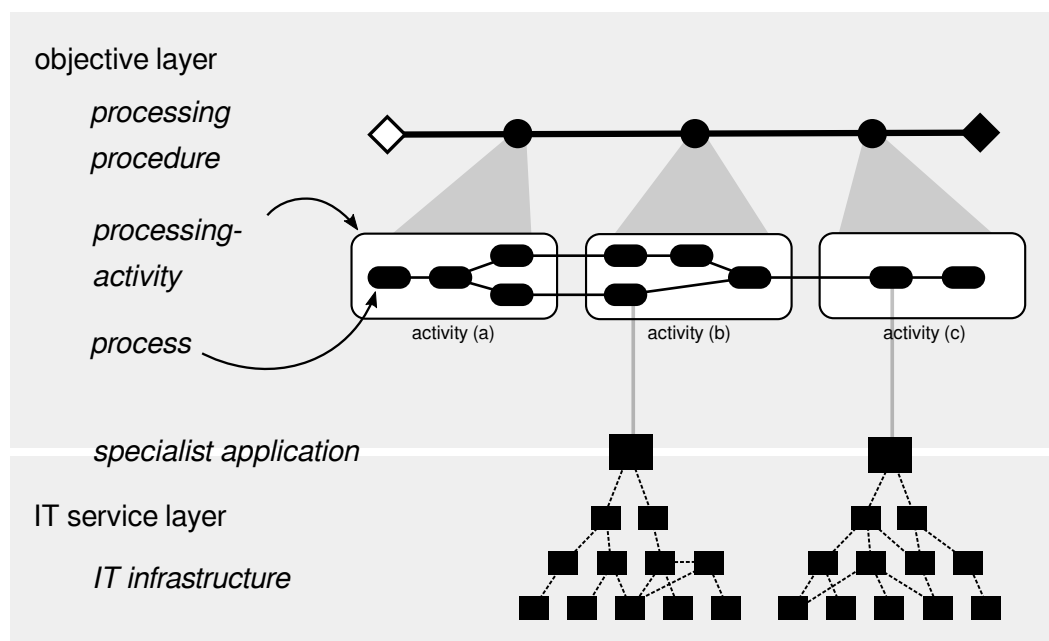 objective layer
processing
procedure
processing-
activity
activity (a)
activity (b)
activity (c)
process
specialist application
IT service layer
IT infrastructure